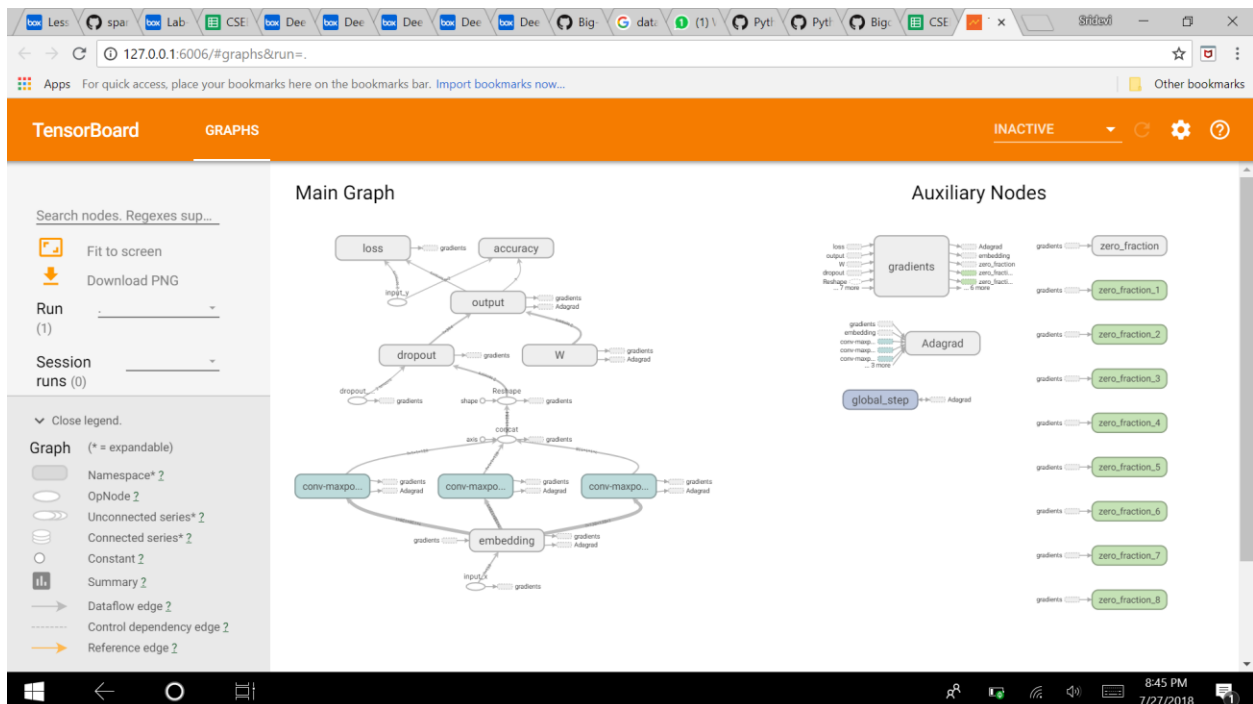 Less
spar
Lab
CSE
Dee
Dee
Dee
Dee
Dee
Big-
data
(1)
Pyth
Pyth
Bigc
CSE
Sridevi
127.0.0.1:6006/#graphs&run=.
Apps For quick access, place your bookmarks here on the bookmarks bar. Import bookmarks now... Other bookmarks
TensorBoard GRAPHS INACTIVE
Search nodes. Regexes sup...
Fit to screen
Download PNG
Run
(1)
.
Session
runs (0)
Close legend.
Graph (* = expandable)
Namespace* ?
OpNode ?
Unconnected series* ?
Connected series* ?
Constant ?
Summary ?
Dataflow edge ?
Control dependency edge ?
Reference edge ?
Main Graph
loss gradients accuracy
input_y
output gradients
Adagrad
dropout gradients W gradients
Adagrad
dropout_ gradients
Reshape
shape gradients
concat
axis gradients
conv-maxpo... gradients
Adagrad
conv-maxpo... gradients
Adagrad
conv-maxpo... gradients
Adagrad
gradients embedding gradients
Adagrad
input_x
gradients
Auxiliary Nodes
loss
output
W
dropout
Reshape
... 7 more
gradients
Adagrad
embedding
zero_fraction
zero_fracti...
zero_fracti...
... 6 more
gradients
embedding
conv-maxp...
conv-maxp...
conv-maxp...
... 3 more
Adagrad
global_step Adagrad
gradients zero_fraction
gradients zero_fraction_1
gradients zero_fraction_2
gradients zero_fraction_3
gradients zero_fraction_4
gradients zero_fraction_5
gradients zero_fraction_6
gradients zero_fraction_7
gradients zero_fraction_8
8:45 PM
7/27/2018
1